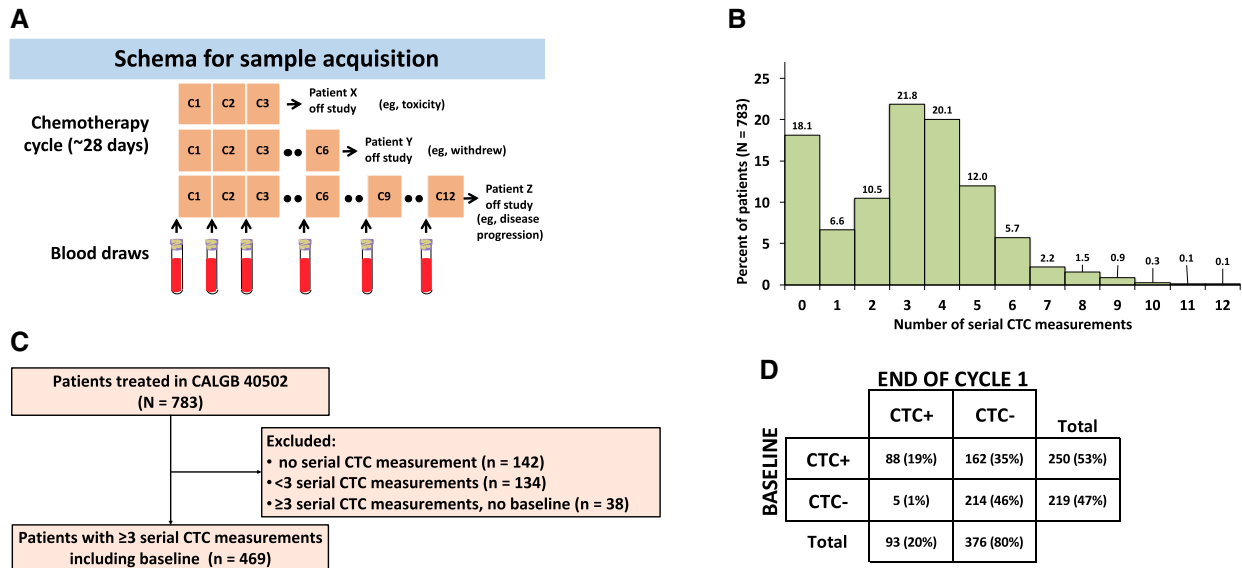 A
Schema for sample acquisition
Chemotherapy
cycle (~28 days)
C1 C2 C3
Patient X
off study
(eg, toxicity)
C1 C2 C3 C6
Patient Y
off study
(eg, withdrew)
C1 C2 C3 C6 C9 C12
Patient Z
off study
(eg, disease
progression)
Blood draws
B
Percent of patients (N = 783)
25
20
15
10
5
0
18.1
6.6
10.5
21.8
20.1
12.0
5.7
2.2
1.5
0.9
0.3
0.1
0.1
0 1 2 3 4 5 6 7 8 9 10 11 12
Number of serial CTC measurements
C
Patients treated in CALGB 40502
(N = 783)
Excluded:
• no serial CTC measurement (n = 142)
• <3 serial CTC measurements (n = 134)
• ≥3 serial CTC measurements, no baseline (n = 38)
Patients with ≥3 serial CTC measurements
including baseline (n = 469)
D
END OF CYCLE 1
CTC+ CTC- Total
BASELINE
CTC+ 88 (19%) 162 (35%) 250 (53%)
CTC- 5 (1%) 214 (46%) 219 (47%)
Total 93 (20%) 376 (80%)